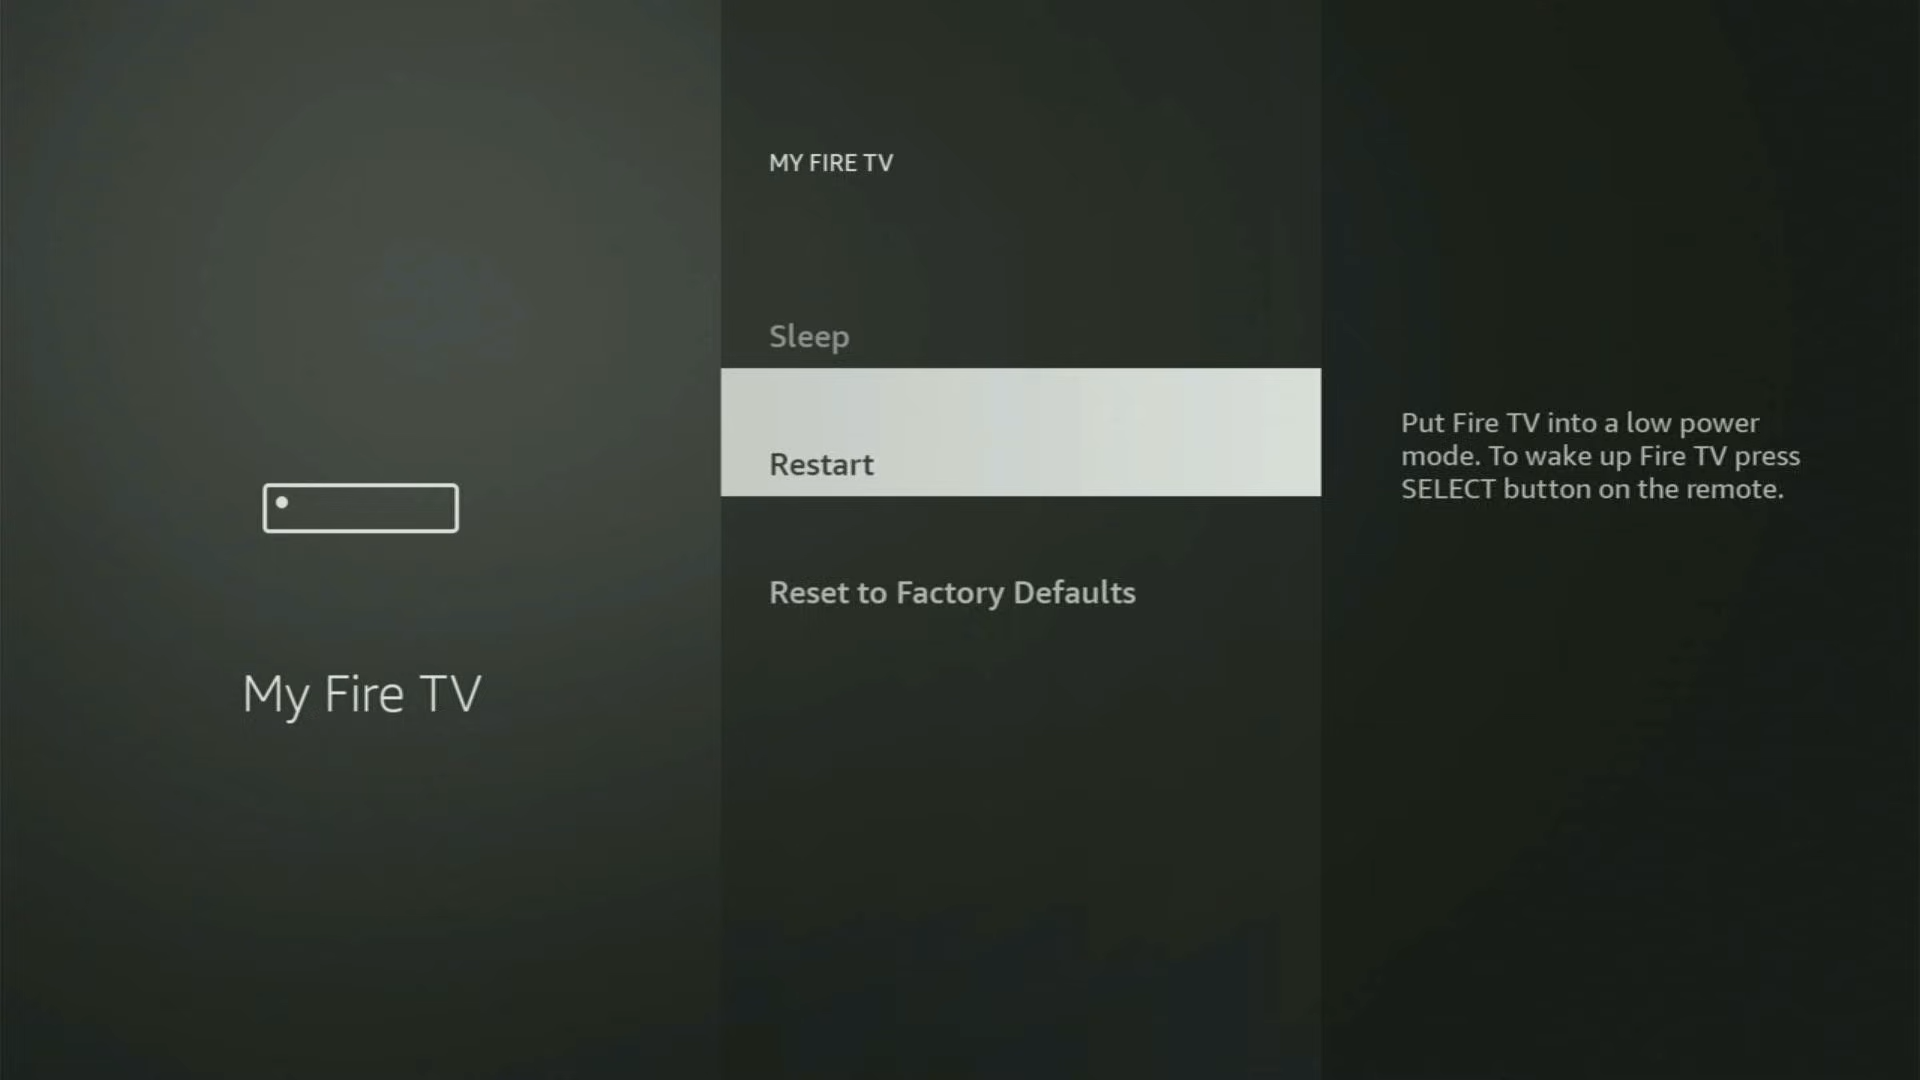 MY FIRE TV
Sleep
Restart
Reset to Factory Defaults
My Fire TV
Put Fire TV into a low power
mode. To wake up Fire TV press
SELECT button on the remote.